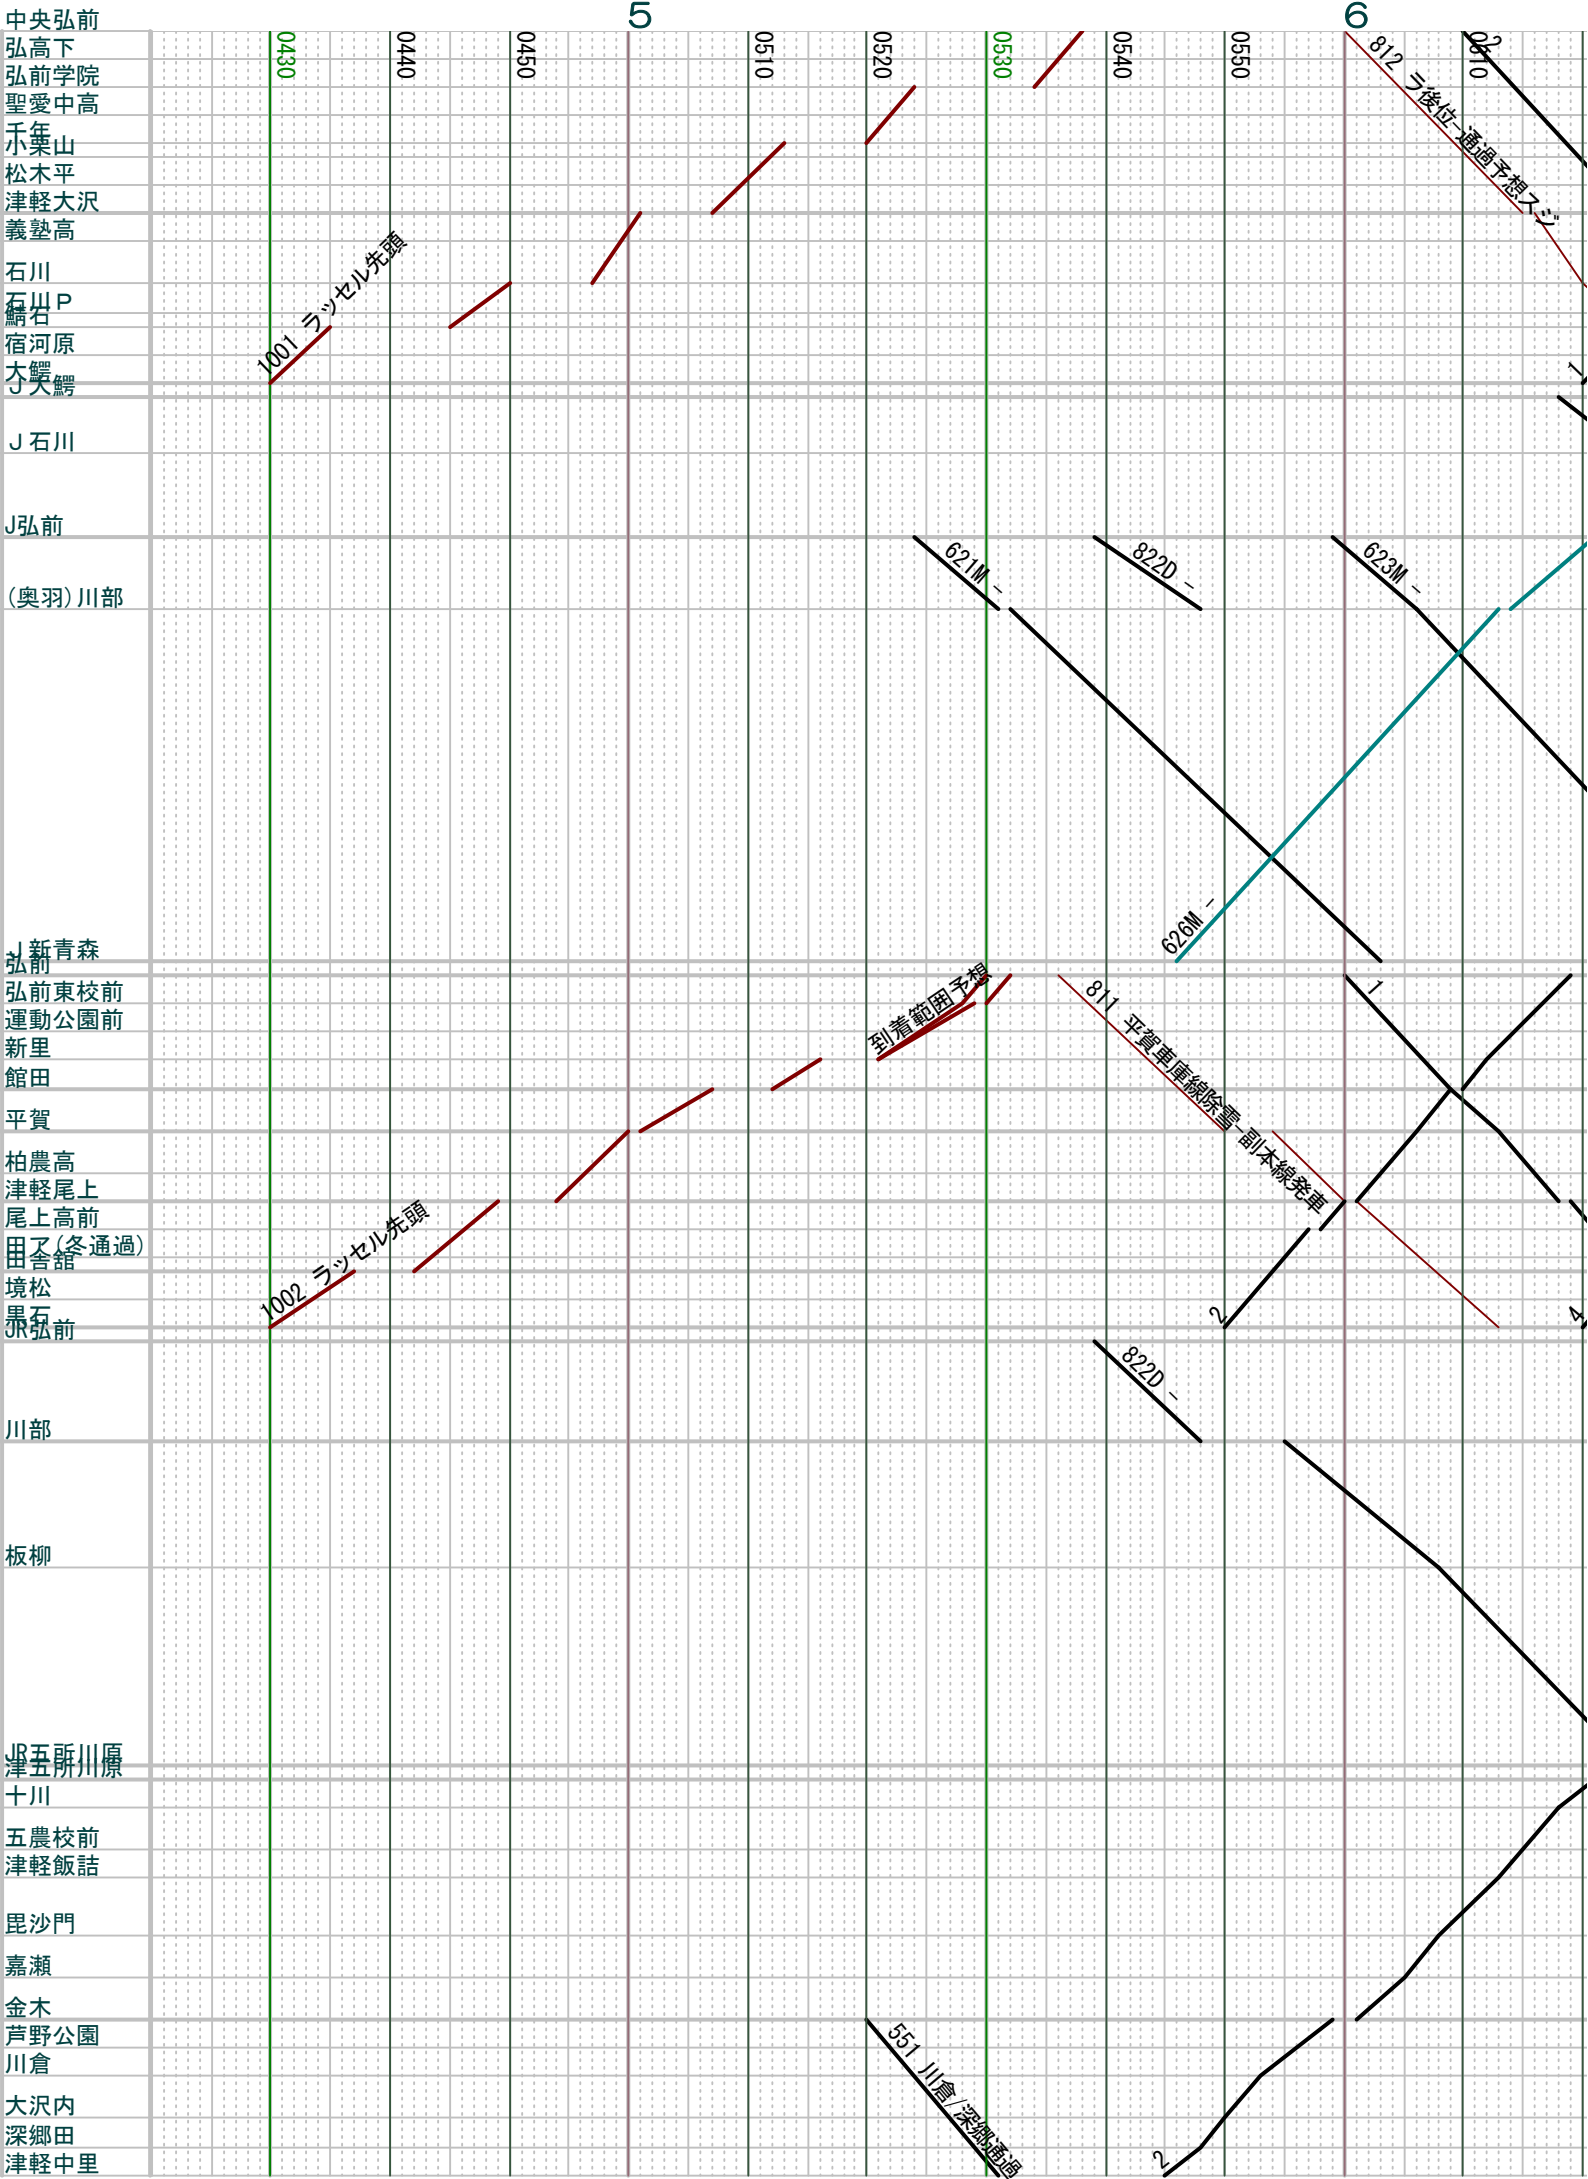 5
6
中央弘前
弘高下
弘前学院
聖愛中高
千年
小栗山
松木平
津軽大沢
義塾高
石川
石川Ｐ
鯖石
宿河原
大鰐
Ｊ大鰐
Ｊ石川
J弘前
(奥羽)川部
Ｊ新青森
弘前
弘前東校前
運動公園前
新里
館田
平賀
柏農高
津軽尾上
尾上高前
田ア(冬通過)
田舎舘
境松
黒石
JR弘前
川部
板柳
JR五所川原
津五所川原
十川
五農校前
津軽飯詰
毘沙門
嘉瀬
金木
芦野公園
川倉
大沢内
深郷田
津軽中里
0430
0440
0450
0510
0520
0530
0540
0550
0610
812 ラ後位-通過予想スジ
2
1001 ラッセル先頭
1
621M -
822D -
623M -
626M -
到着範囲予想
811 平賀車庫線除雪-副本線発車
1
1002 ラッセル先頭
2
4
822D -
551 川倉/深郷通過
2